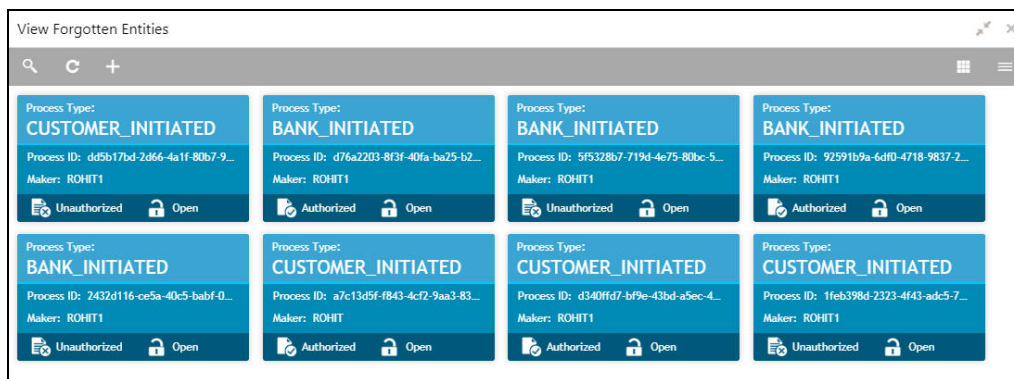 View Forgotten Entities
Process Type:
CUSTOMER_INITIATED
Process ID: dd5b17bd-2d66-4a1f-80b7-9...
Maker: ROHIT1
Unauthorized Open
Process Type:
BANK_INITIATED
Process ID: d76a2203-8f3f-40fa-ba25-b2...
Maker: ROHIT1
Authorized Open
Process Type:
BANK_INITIATED
Process ID: 5f5328b7-719d-4e75-80bc-5...
Maker: ROHIT1
Unauthorized Open
Process Type:
BANK_INITIATED
Process ID: 92591b9a-6df0-4718-9837-2...
Maker: ROHIT1
Authorized Open
Process Type:
BANK_INITIATED
Process ID: 2432d116-ce5a-40c5-babf-0...
Maker: ROHIT1
Unauthorized Open
Process Type:
CUSTOMER_INITIATED
Process ID: a7c13d5f-f843-4cf2-9aa3-83...
Maker: ROHIT
Authorized Open
Process Type:
CUSTOMER_INITIATED
Process ID: d340ffd7-bf9e-43bd-a5ec-4...
Maker: ROHIT1
Authorized Open
Process Type:
CUSTOMER_INITIATED
Process ID: 1feb398d-2323-4f43-adc5-7...
Maker: ROHIT1
Unauthorized Open